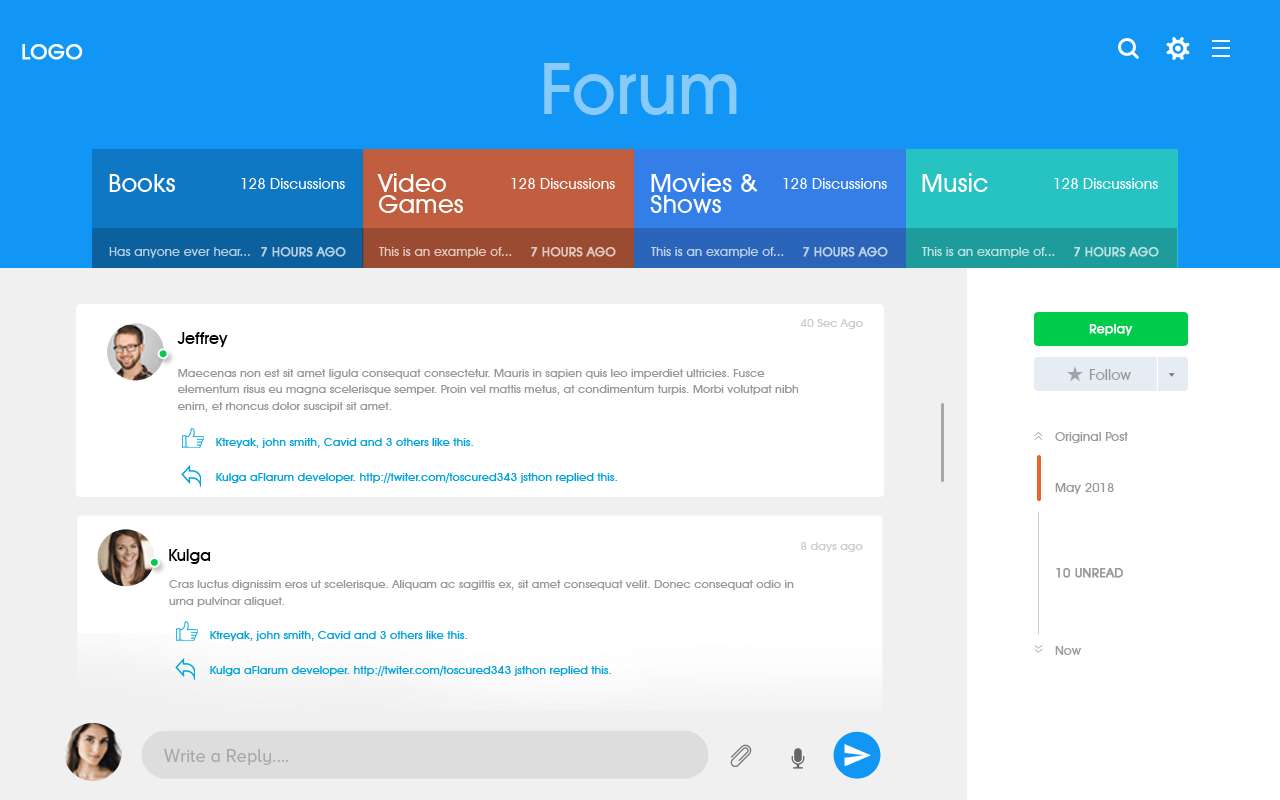 LOGO
Forum
Books
128 Discussions
Has anyone ever hear...
7 HOURS AGO
Video
Games
128 Discussions
This is an example of...
7 HOURS AGO
Movies &
Shows
128 Discussions
This is an example of...
7 HOURS AGO
Music
128 Discussions
This is an example of...
7 HOURS AGO
Jeffrey
40 Sec Ago
Maecenas non est sit amet ligula consequat consectetur. Mauris in sapien quis leo imperdiet ultricies. Fusce
elementum risus eu magna scelerisque semper. Proin vel mattis metus, at condimentum turpis. Morbi volutpat nibh
enim, et rhoncus dolor suscipit sit amet.
Ktreyak, john smith, Cavid and 3 others like this.
Kulga aFlarum developer. http://twiter.com/toscured343 jsthon replied this.
Kulga
8 days ago
Cras luctus dignissim eros ut scelerisque. Aliquam ac sagittis ex, sit amet consequat velit. Donec consequat odio in
urna pulvinar aliquet.
Ktreyak, john smith, Cavid and 3 others like this.
Kulga aFlarum developer. http://twiter.com/toscured343 jsthon replied this.
Write a Reply....
Replay
Follow
Original Post
May 2018
10 UNREAD
Now